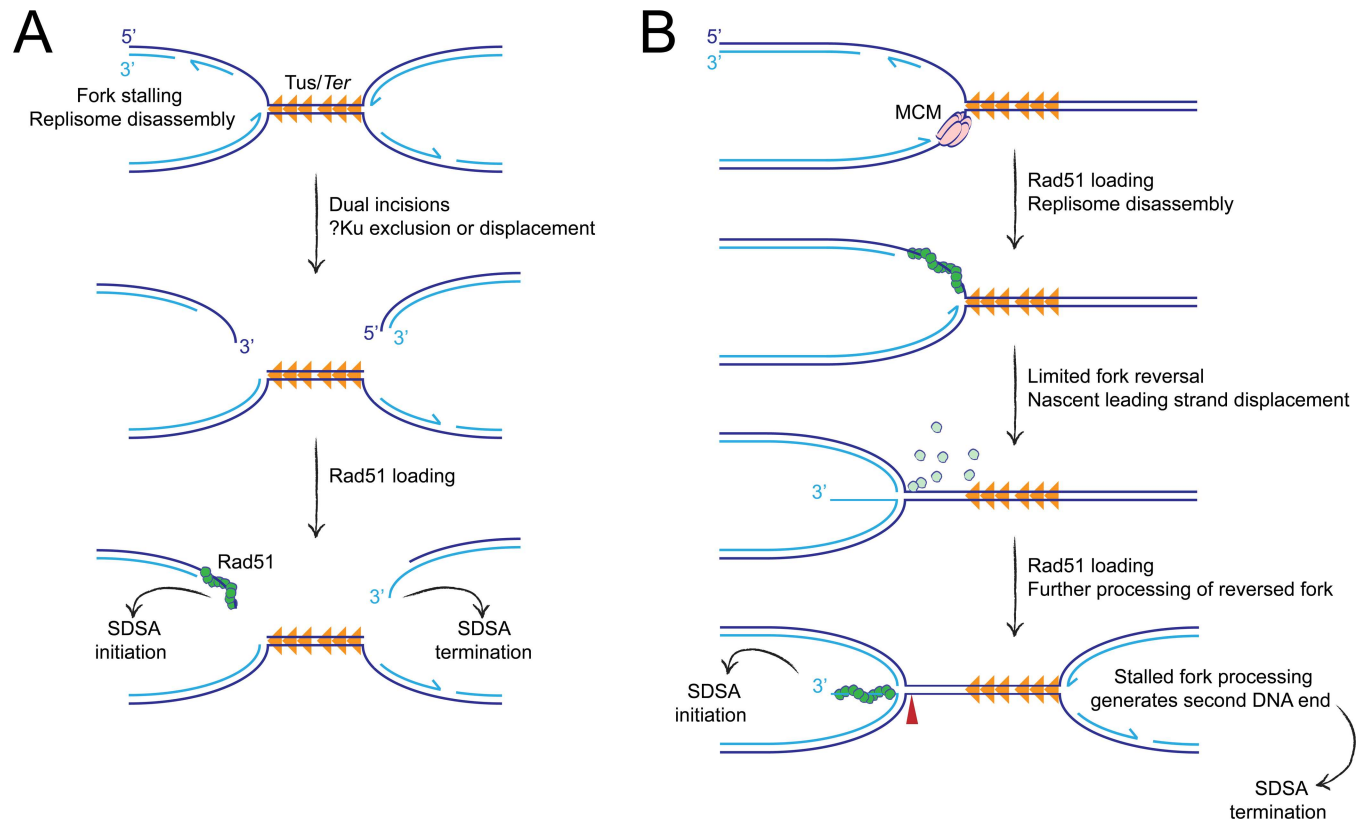 A
5’
3’
Fork stalling
Replisome disassembly
Tus/Ter
Dual incisions
?Ku exclusion or displacement
3’
5’
3’
Rad51 loading
Rad51
SDSA
initiation
3’
SDSA
termination
B
5’
3’
MCM
Rad51 loading
Replisome disassembly
Limited fork reversal
Nascent leading strand displacement
3’
Rad51 loading
Further processing of reversed fork
3’
SDSA
initiation
Stalled fork processing
generates second DNA end
SDSA
termination